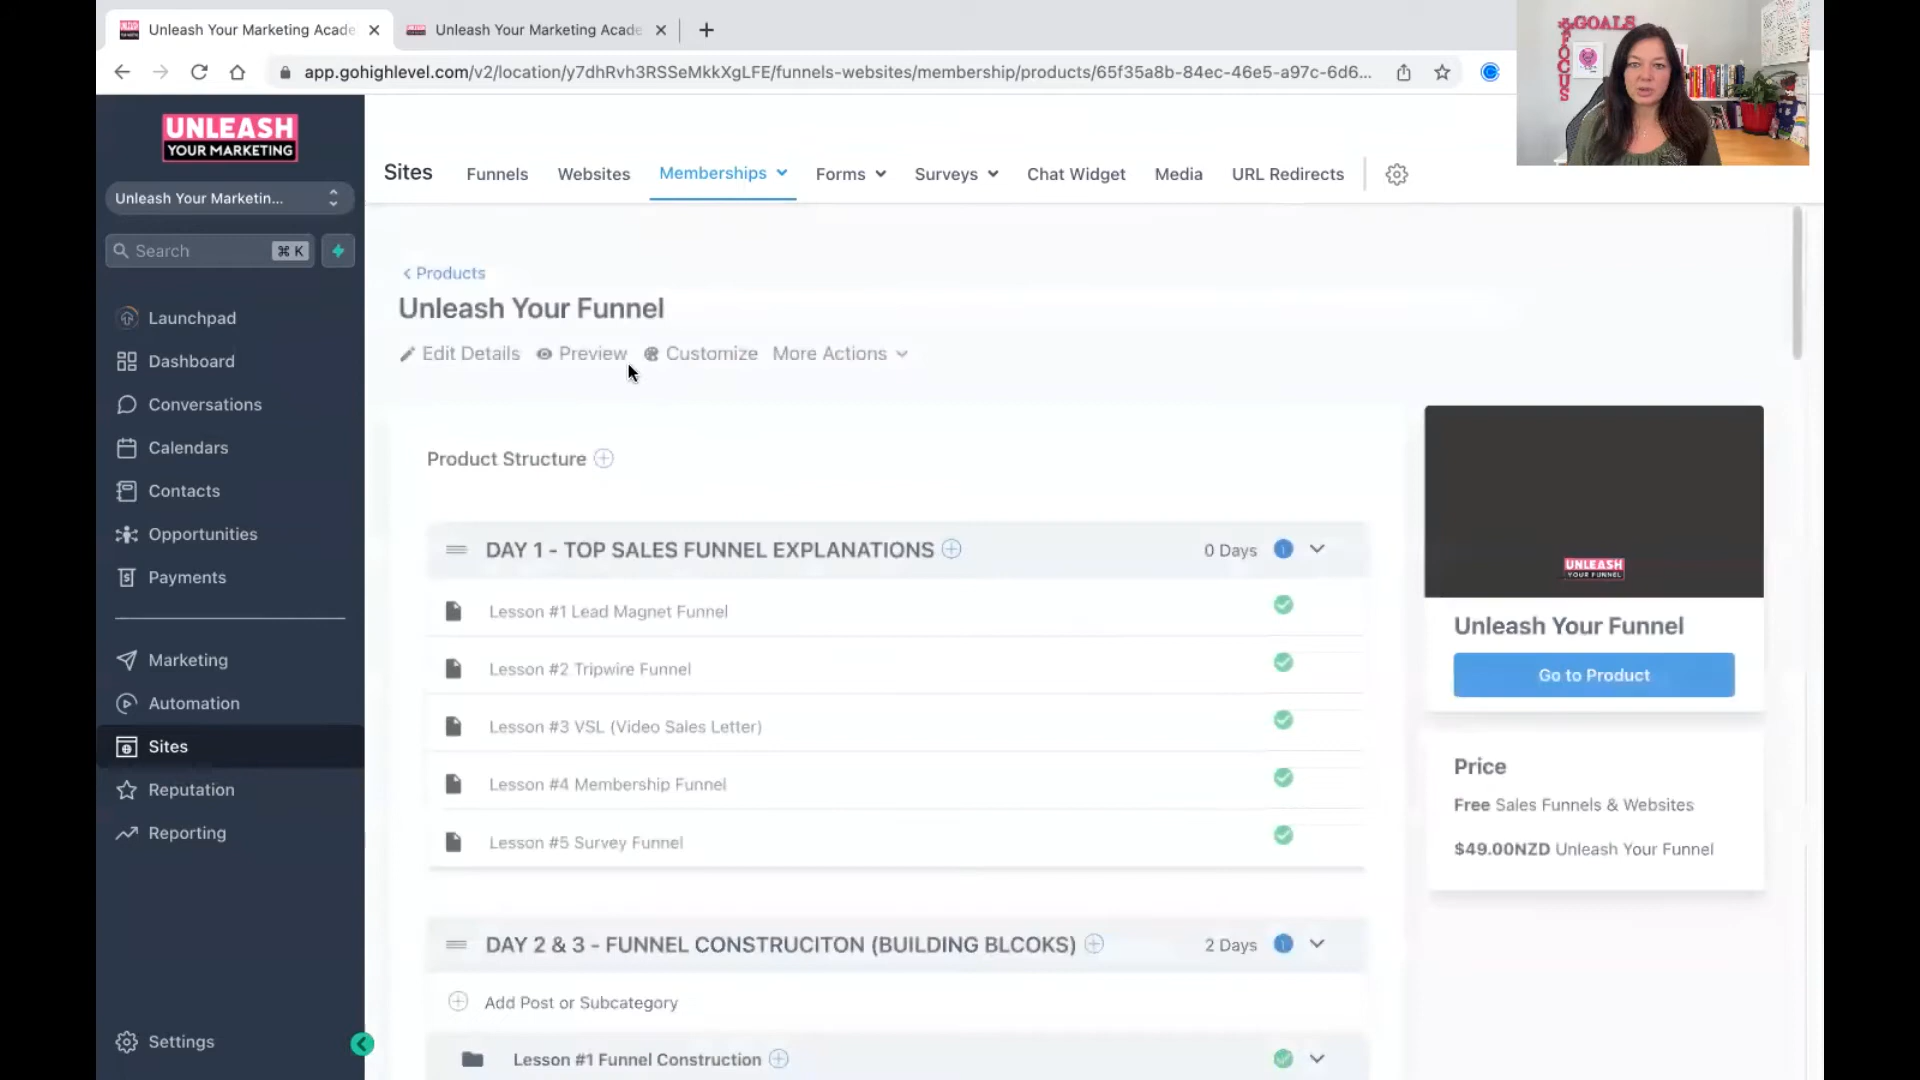 Unleash Your Marketing Acade
Unleash Your Marketing Acade
app.gohighlevel.com/v2/location/y7dhRvh3RSSeMkkXgLFE/funnels-websites/membership/products/65f35a8b-84ec-46e5-a97c-6d6...
GOALS
FOCUS
UNLEASH
YOUR MARKETING
Unleash Your Marketin...
Search ⌘ K
Launchpad
Dashboard
Conversations
Calendars
Contacts
Opportunities
Payments
Marketing
Automation
Sites
Reputation
Reporting
Settings
Sites Funnels Websites Memberships Forms Surveys Chat Widget Media URL Redirects
Products
Unleash Your Funnel
Edit Details Preview Customize More Actions
Product Structure
DAY 1 - TOP SALES FUNNEL EXPLANATIONS 0 Days
Lesson #1 Lead Magnet Funnel
Lesson #2 Tripwire Funnel
Lesson #3 VSL (Video Sales Letter)
Lesson #4 Membership Funnel
Lesson #5 Survey Funnel
DAY 2 & 3 - FUNNEL CONSTRUCITON (BUILDING BLCOKS) 2 Days
Add Post or Subcategory
Lesson #1 Funnel Construction
UNLEASH
YOUR FUNNEL
Unleash Your Funnel
Go to Product
Price
Free Sales Funnels & Websites
$49.00NZD Unleash Your Funnel